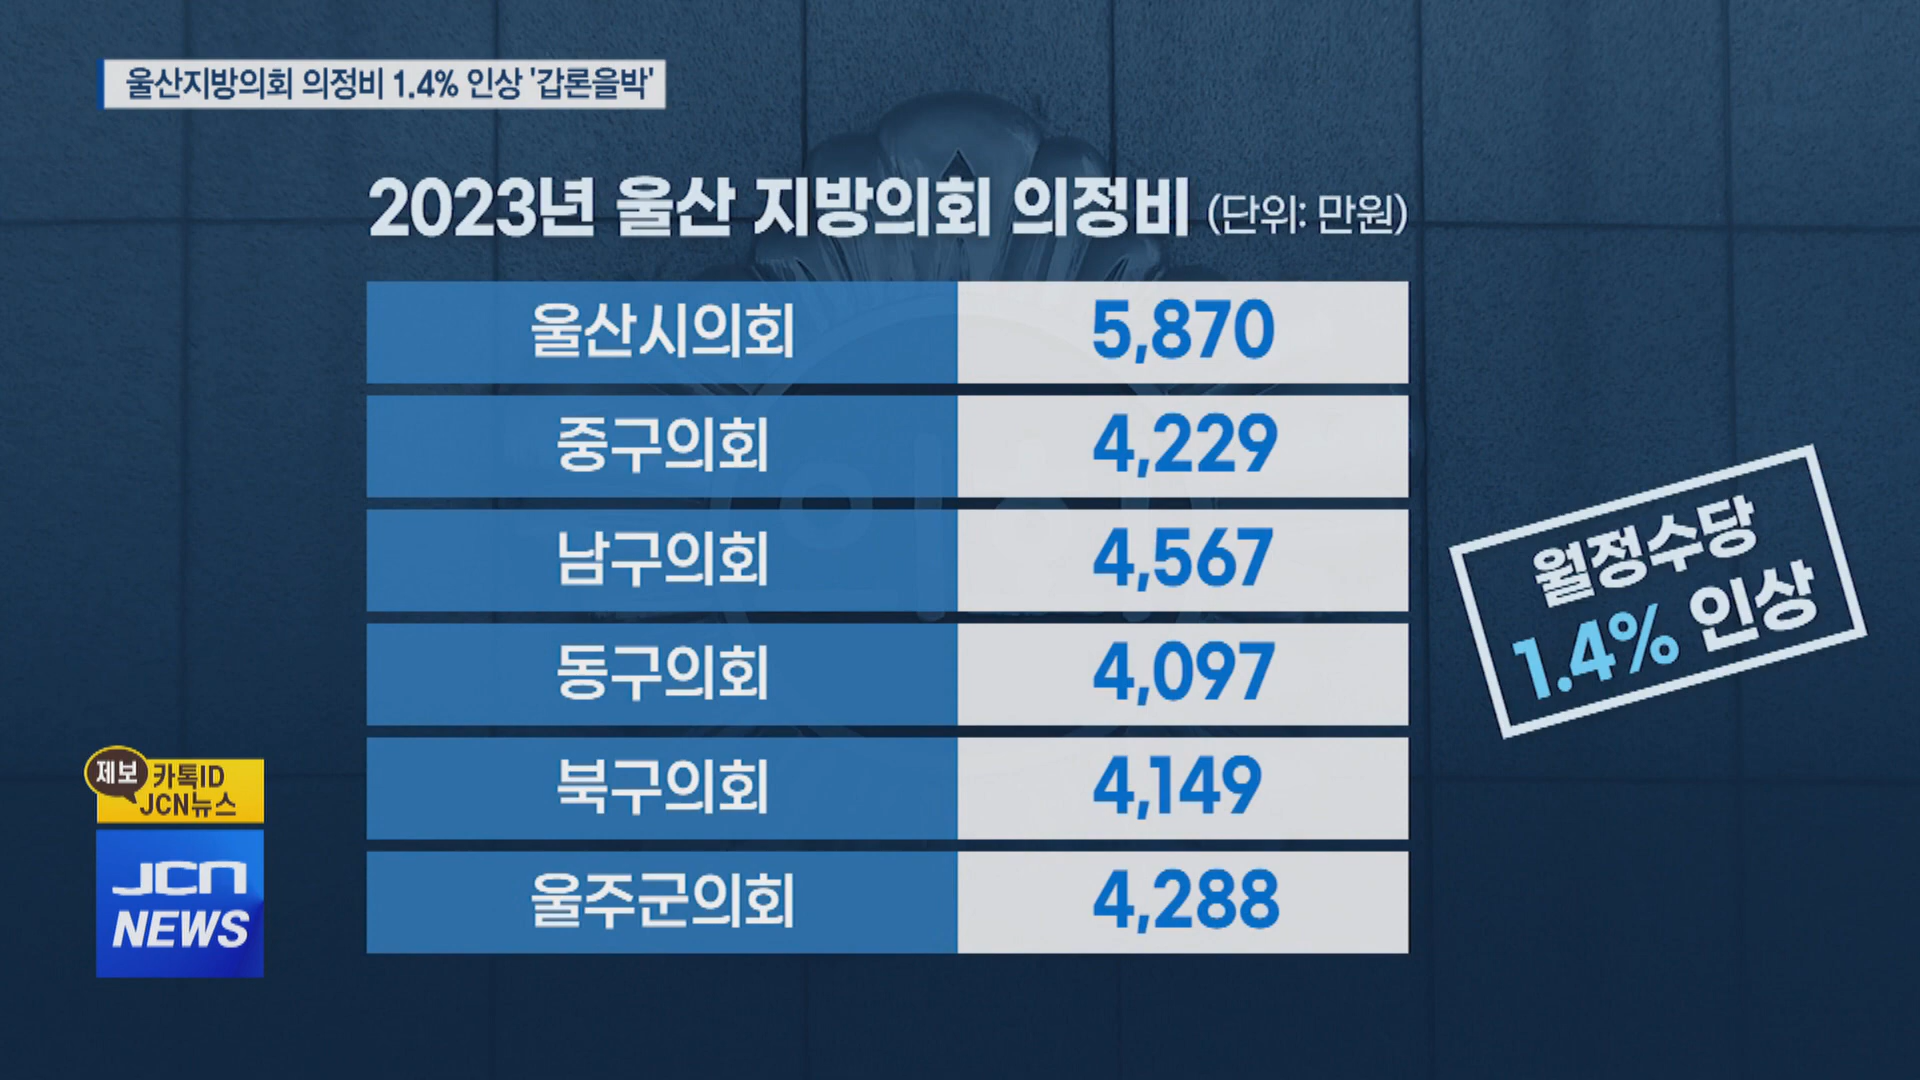 울산지방의회 의정비 1.4% 인상 '갑론을박'
2023년 울산 지방의회 의정비 (단위: 만원)
울산시의회 5,870
중구의회 4,229
남구의회 4,567
동구의회 4,097
북구의회 4,149
울주군의회 4,288
월정수당
1.4% 인상
제보 카톡ID
JCN뉴스
JCN
NEWS